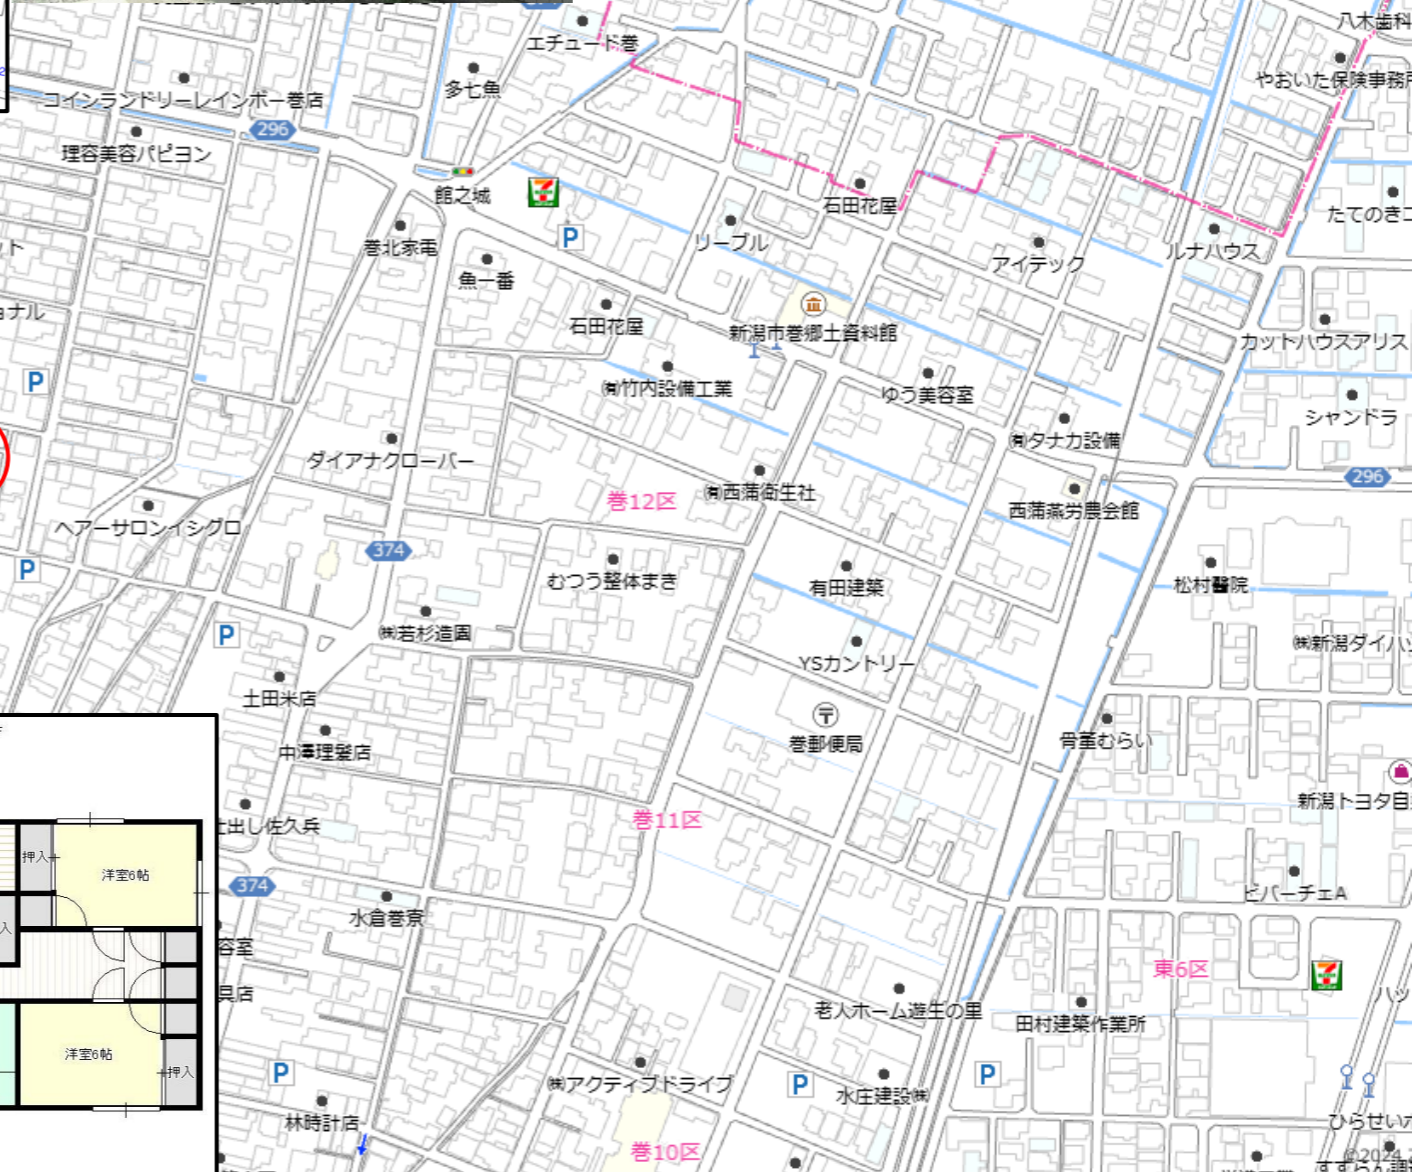 エチュード巻
八木歯科
多七魚
やおいた保険事務所
コインランドリーレインボー巻店
296
理容美容パピヨン
館之城
石田花屋
たてのきコ
P
リーブル
巻北家電
ルナハウス
アイテック
魚一番
ナル
石田花屋
新潟市巻郷土資料館
カットハウスアリス
P
㈲竹内設備工業
ゆう美容室
シャンドラ
㈲タナカ設備
ダイアナクローバー
296
巻12区
㈲西蒲衛生社
西蒲燕労農会館
ヘアーサロンイシグロ
374
P
むつう整体まき
有田建築
松村醫院
㈱若杉造園
P
㈱新潟ダイハツ
YSカントリー
土田米店
巻郵便局
骨董むらい
中澤理髪店
新潟トヨタ自
巻11区
仕出し佐久兵
押入
洋室6帖
374
ビバーチェA
水倉巻寮
入
容室
東6区
具店
ハッ
老人ホーム遊生の里
田村建築作業所
洋室6帖
押入
P
㈱アクティブドライブ
P
水庄建設㈱
P
林時計店
ひらせいホ
巻10区
©2024